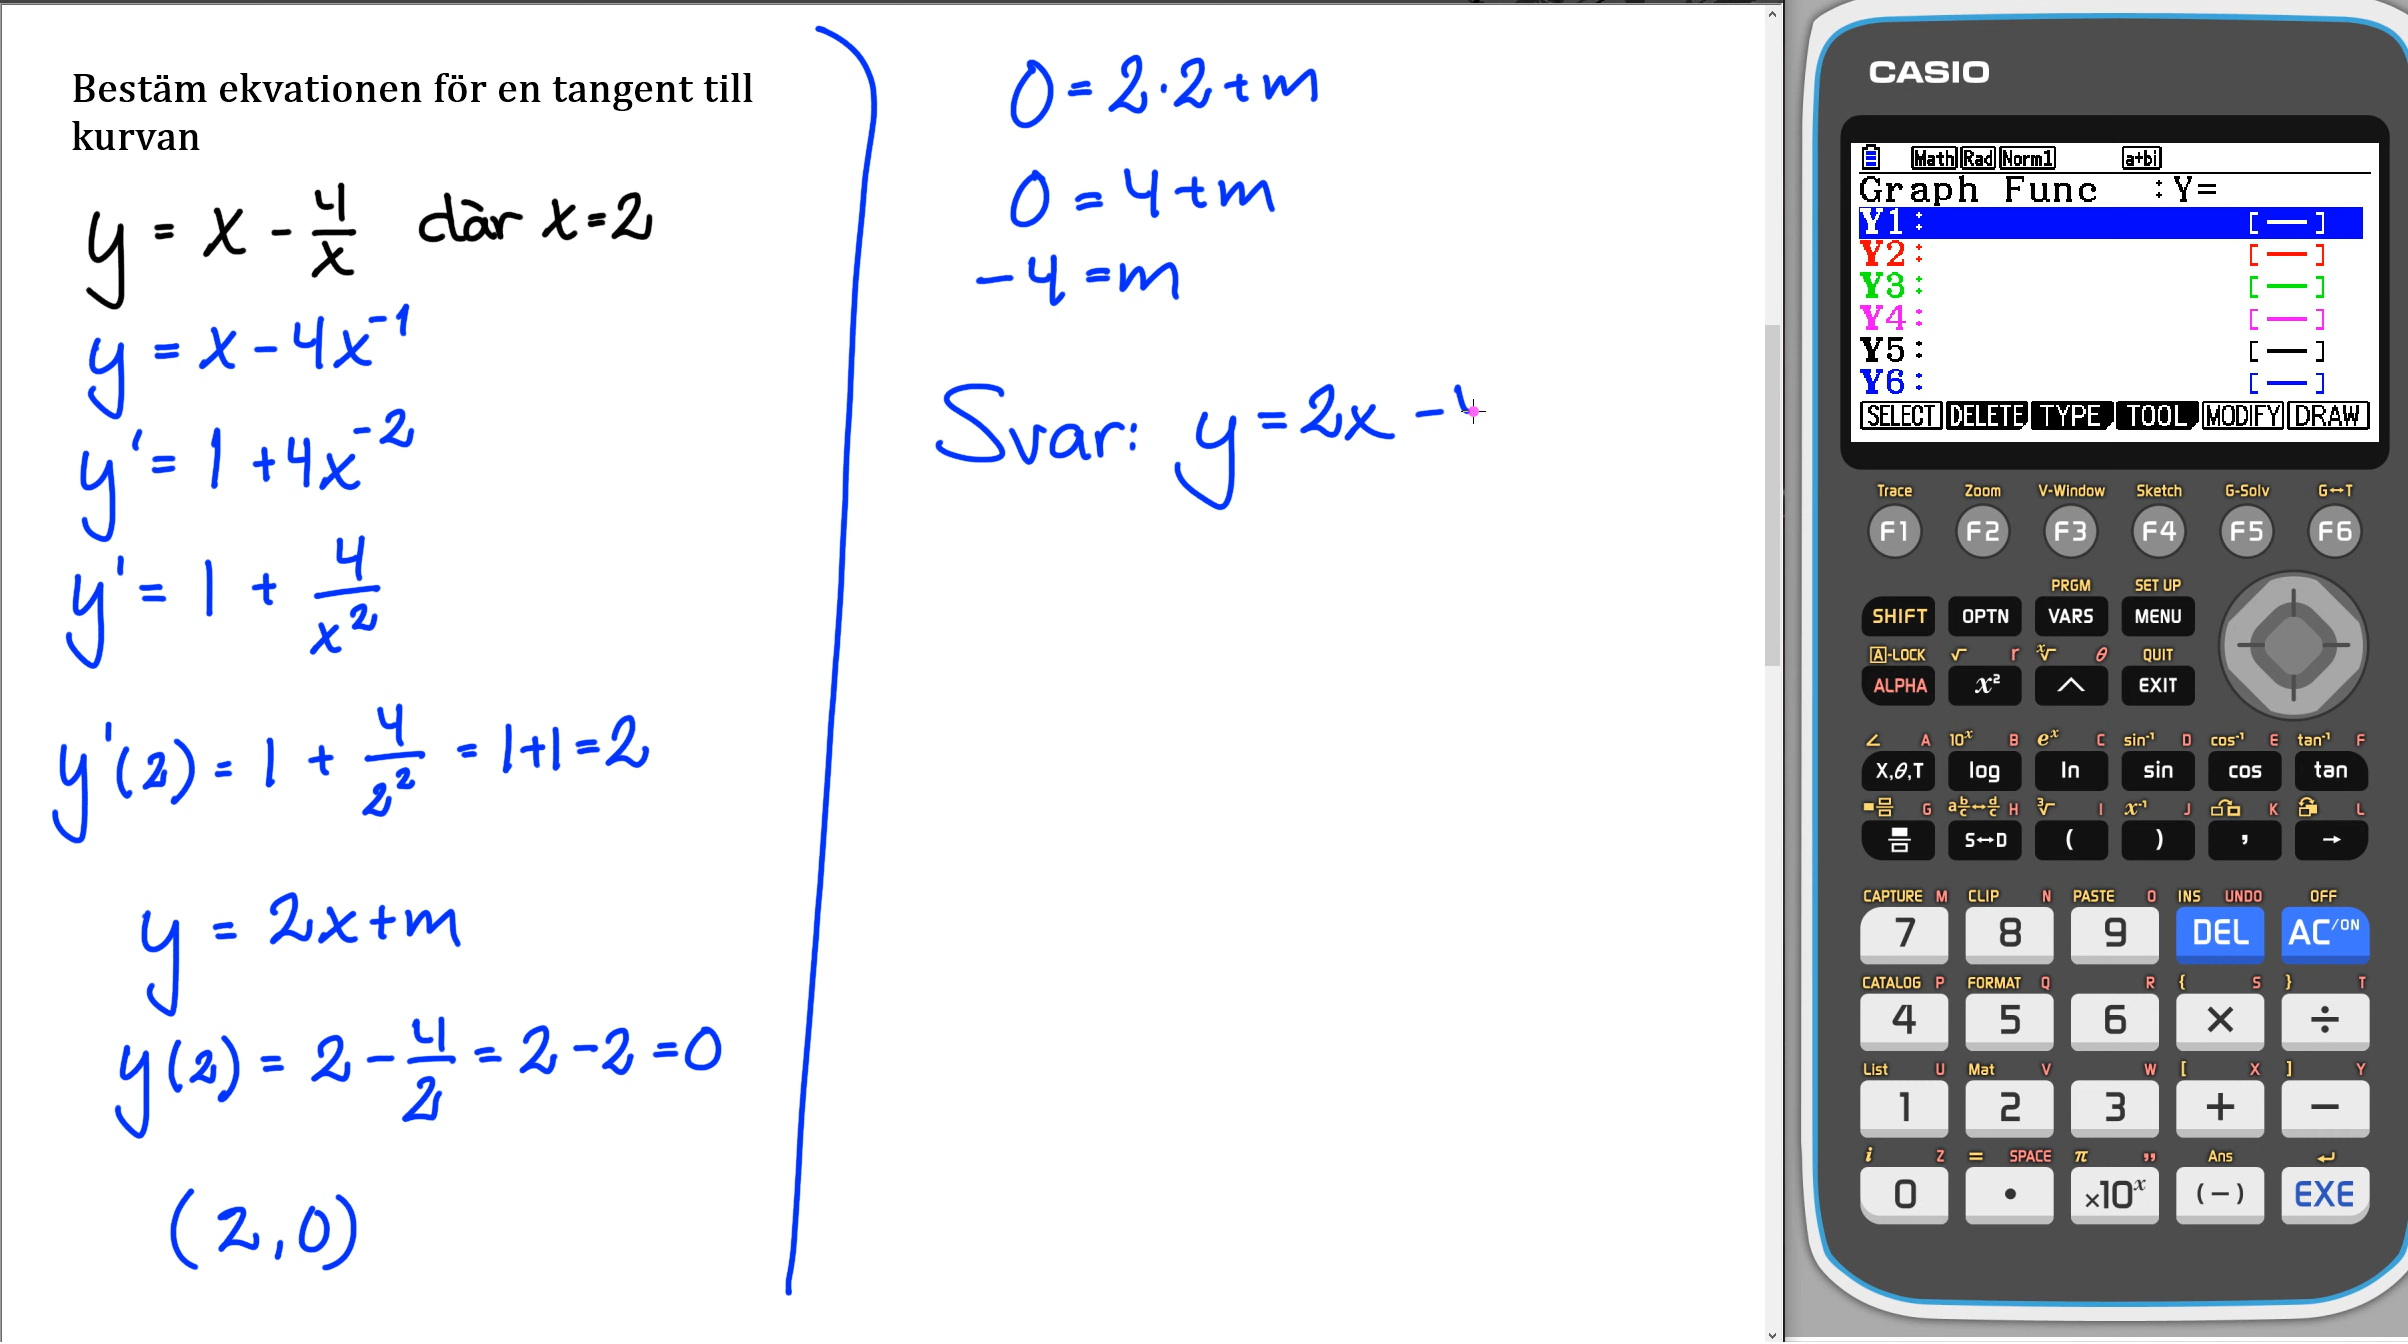 Bestäm ekvationen för en tangent till
kurvan
y = x - 4/x där x=2
y = x - 4x⁻¹
y' = 1 + 4x⁻²
y' = 1 + 4/x²
y'(2) = 1 + 4/2² = 1+1=2
y = 2x+m
y(2) = 2 - 4/2 = 2-2=0
(2,0)
0 = 2·2+m
0 = 4+m
-4 = m
Svar: y = 2x -
CASIO
Math Rad Norm1 a+bi
Graph Func :Y=
Y1: [—]
Y2: [—]
Y3: [—]
Y4: [—]
Y5: [—]
Y6: [—]
SELECT DELETE TYPE TOOL MODIFY DRAW
Trace Zoom V-Window Sketch G-Solv G↔T
F1 F2 F3 F4 F5 F6
PRGM SET UP
SHIFT OPTN VARS MENU
A-LOCK √ r ˣ√ θ QUIT
ALPHA x² ^ EXIT
∠ A 10ˣ B eˣ C sin⁻¹ D cos⁻¹ E tan⁻¹ F
X,θ,T log ln sin cos tan
G a b/c↔d/c H ³√ I x⁻¹ J K L
S↔D ( ) , →
CAPTURE M CLIP N PASTE O INS UNDO OFF
7 8 9 DEL AC/ON
CATALOG P FORMAT Q R { S } T
4 5 6 × ÷
List U Mat V W [ X ] Y
1 2 3 + −
i Z = SPACE π " Ans ↵
0 • ×10ˣ (−) EXE